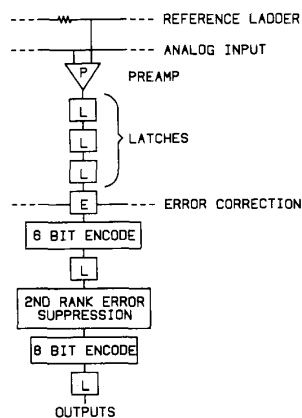 REFERENCE LADDER
ANALOG INPUT
P
PREAMP
L
L
LATCHES
L
E
ERROR CORRECTION
6 BIT ENCODE
L
2ND RANK ERROR
SUPPRESSION
8 BIT ENCODE
L
OUTPUTS